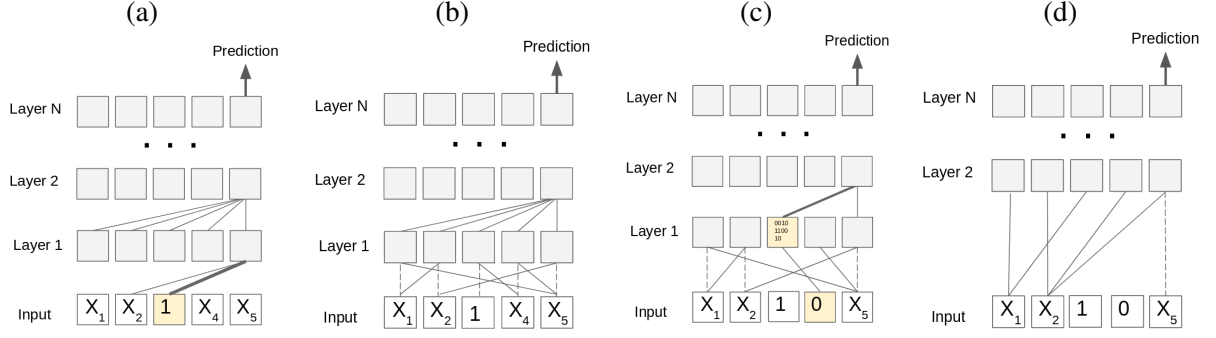 (a)
Prediction
Layer N
. . .
Layer 2
Layer 1
Input
X1 X2 1 X4 X5
(b)
Prediction
Layer N
. . .
Layer 2
Layer 1
Input
X1 X2 1 X4 X5
(c)
Prediction
Layer N
. . .
Layer 2
Layer 1
0010
1100
10
Input
X1 X2 1 0 X5
(d)
Prediction
Layer N
. . .
Layer 2
Input
X1 X2 1 0 X5